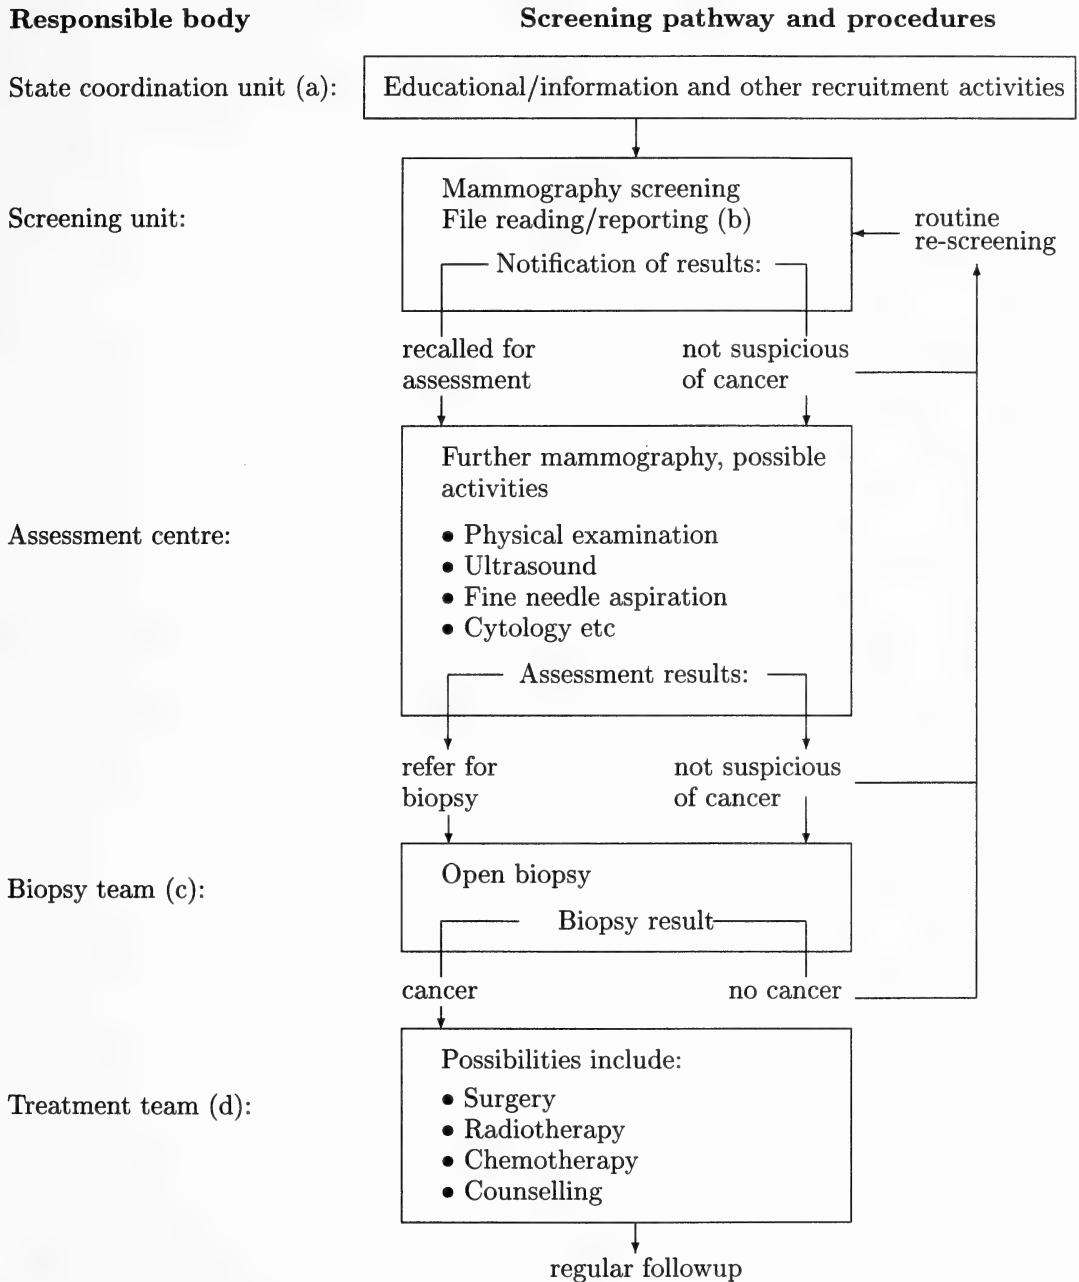 Responsible body
Screening pathway and procedures
State coordination unit (a):
Educational/information and other recruitment activities
Screening unit:
Mammography screening
File reading/reporting (b)
Notification of results:
routine
re-screening
recalled for
assessment
not suspicious
of cancer
Assessment centre:
Further mammography, possible
activities
• Physical examination
• Ultrasound
• Fine needle aspiration
• Cytology etc
Assessment results:
refer for
biopsy
not suspicious
of cancer
Biopsy team (c):
Open biopsy
Biopsy result
cancer
no cancer
Treatment team (d):
Possibilities include:
• Surgery
• Radiotherapy
• Chemotherapy
• Counselling
regular followup